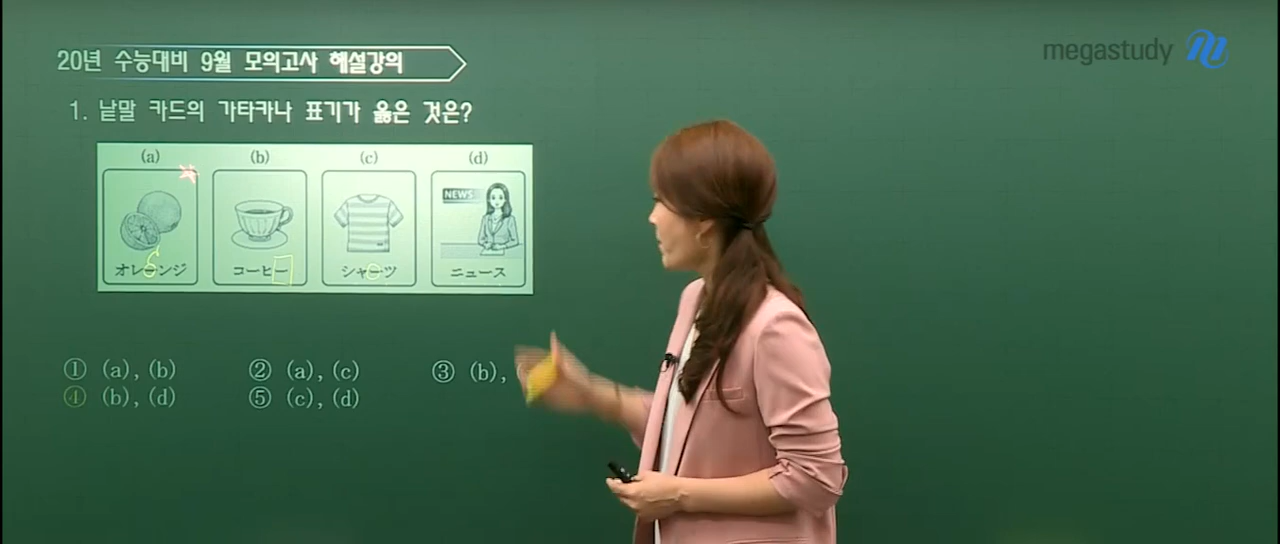 20년 수능대비 9월 모의고사 해설강의
megastudy
1. 낱말 카드의 가타카나 표기가 옳은 것은?
(a) (b) (c) (d)
NEWS
オレーンジ コーヒー シャーツ ニュース
① (a), (b) ② (a), (c) ③ (b),
④ (b), (d) ⑤ (c), (d)